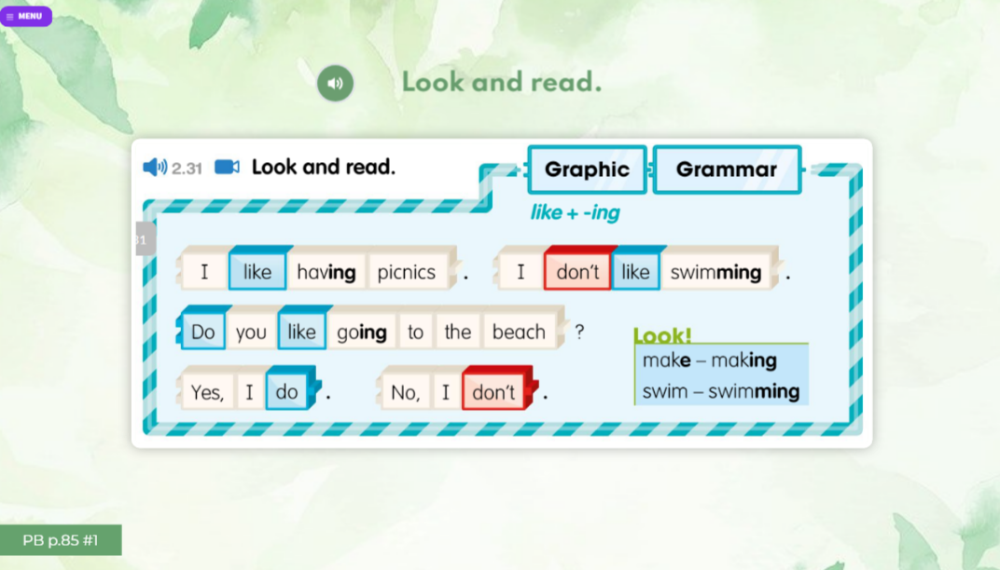 MENU
Look and read.
2.31 Look and read.
Graphic Grammar
like + -ing
31
I like having picnics . I don't like swimming .
Do you like going to the beach ?
Look!
make – making
swim – swimming
Yes, I do . No, I don't .
PB p.85 #1